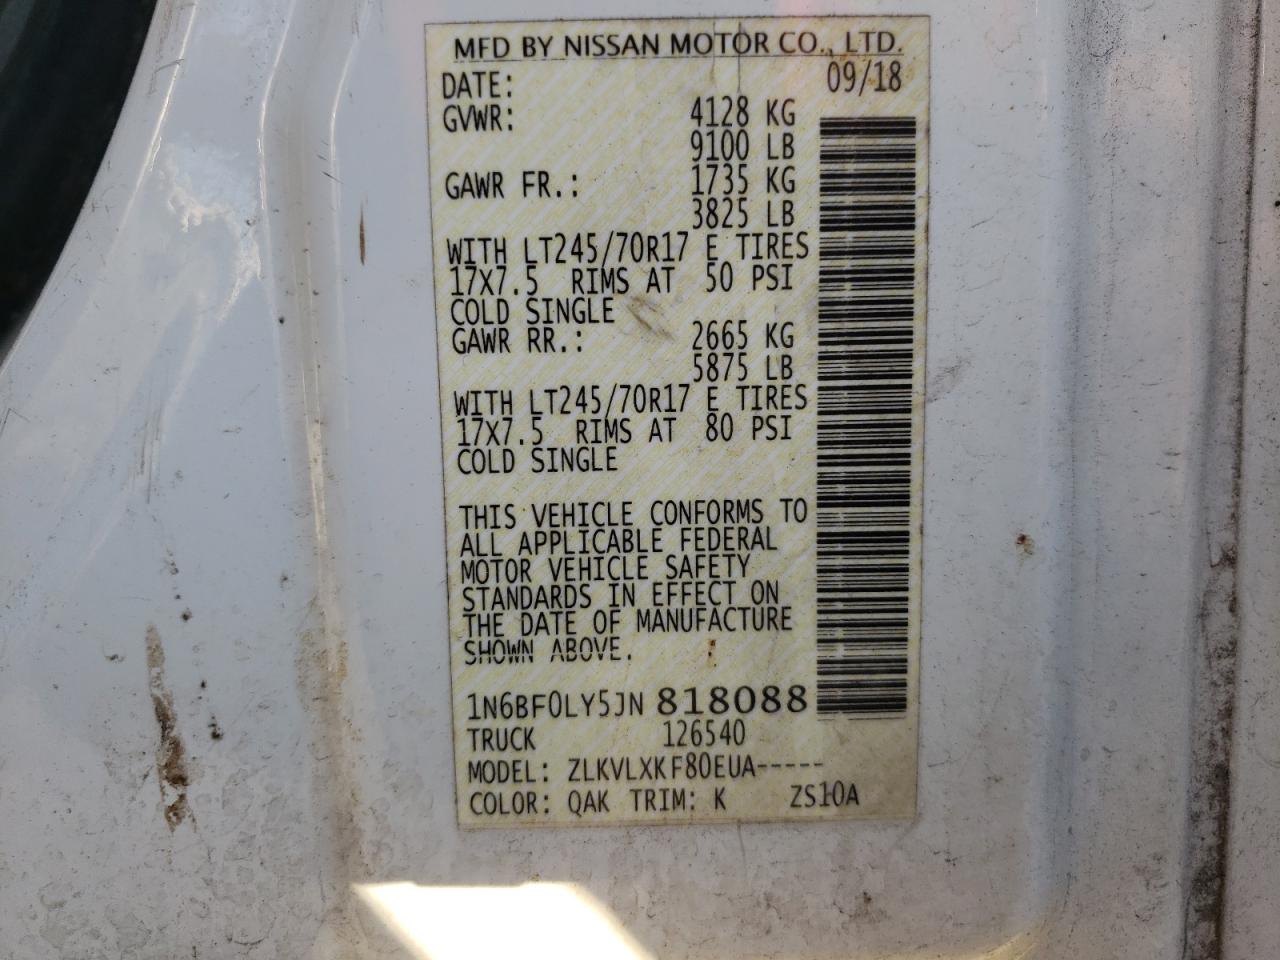 MFD BY NISSAN MOTOR CO., LTD.
DATE: 09/18
GVWR: 4128 KG
9100 LB
GAWR FR.: 1735 KG
3825 LB
WITH LT245/70R17 E TIRES
17X7.5 RIMS AT 50 PSI
COLD SINGLE
GAWR RR.: 2665 KG
5875 LB
WITH LT245/70R17 E TIRES
17X7.5 RIMS AT 80 PSI
COLD SINGLE
THIS VEHICLE CONFORMS TO
ALL APPLICABLE FEDERAL
MOTOR VEHICLE SAFETY
STANDARDS IN EFFECT ON
THE DATE OF MANUFACTURE
SHOWN ABOVE.
1N6BF0LY5JN 818088
TRUCK 126540
MODEL: ZLKVLXKF80EUA-----
COLOR: QAK TRIM: K ZS10A